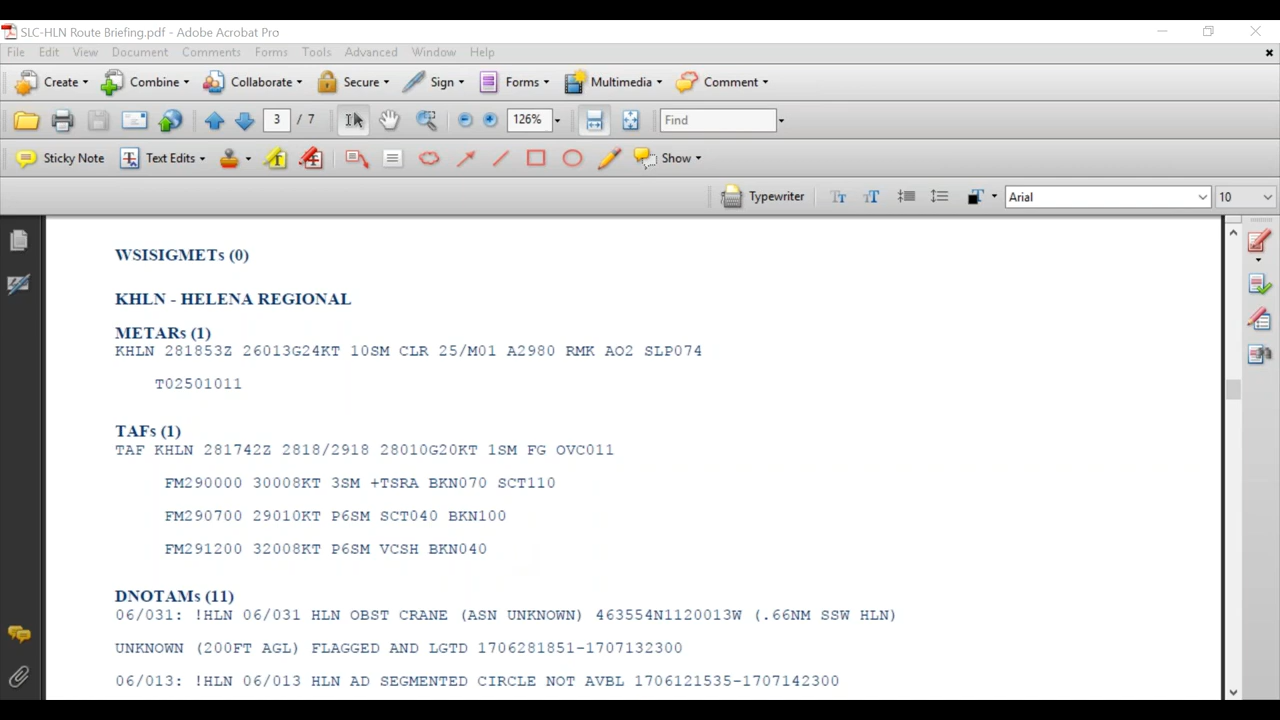 SLC-HLN Route Briefing.pdf - Adobe Acrobat Pro
File Edit View Document Comments Forms Tools Advanced Window Help
Create Combine Collaborate Secure Sign Forms Multimedia Comment
3 / 7 126% Find
Sticky Note Text Edits Show
Typewriter Arial 10
WSISIGMETs (0)
KHLN - HELENA REGIONAL
METARs (1)
KHLN 281853Z 26013G24KT 10SM CLR 25/M01 A2980 RMK AO2 SLP074
T02501011
TAFs (1)
TAF KHLN 281742Z 2818/2918 28010G20KT 1SM FG OVC011
FM290000 30008KT 3SM +TSRA BKN070 SCT110
FM290700 29010KT P6SM SCT040 BKN100
FM291200 32008KT P6SM VCSH BKN040
DNOTAMs (11)
06/031: !HLN 06/031 HLN OBST CRANE (ASN UNKNOWN) 463554N1120013W (.66NM SSW HLN)
UNKNOWN (200FT AGL) FLAGGED AND LGTD 1706281851-1707132300
06/013: !HLN 06/013 HLN AD SEGMENTED CIRCLE NOT AVBL 1706121535-1707142300